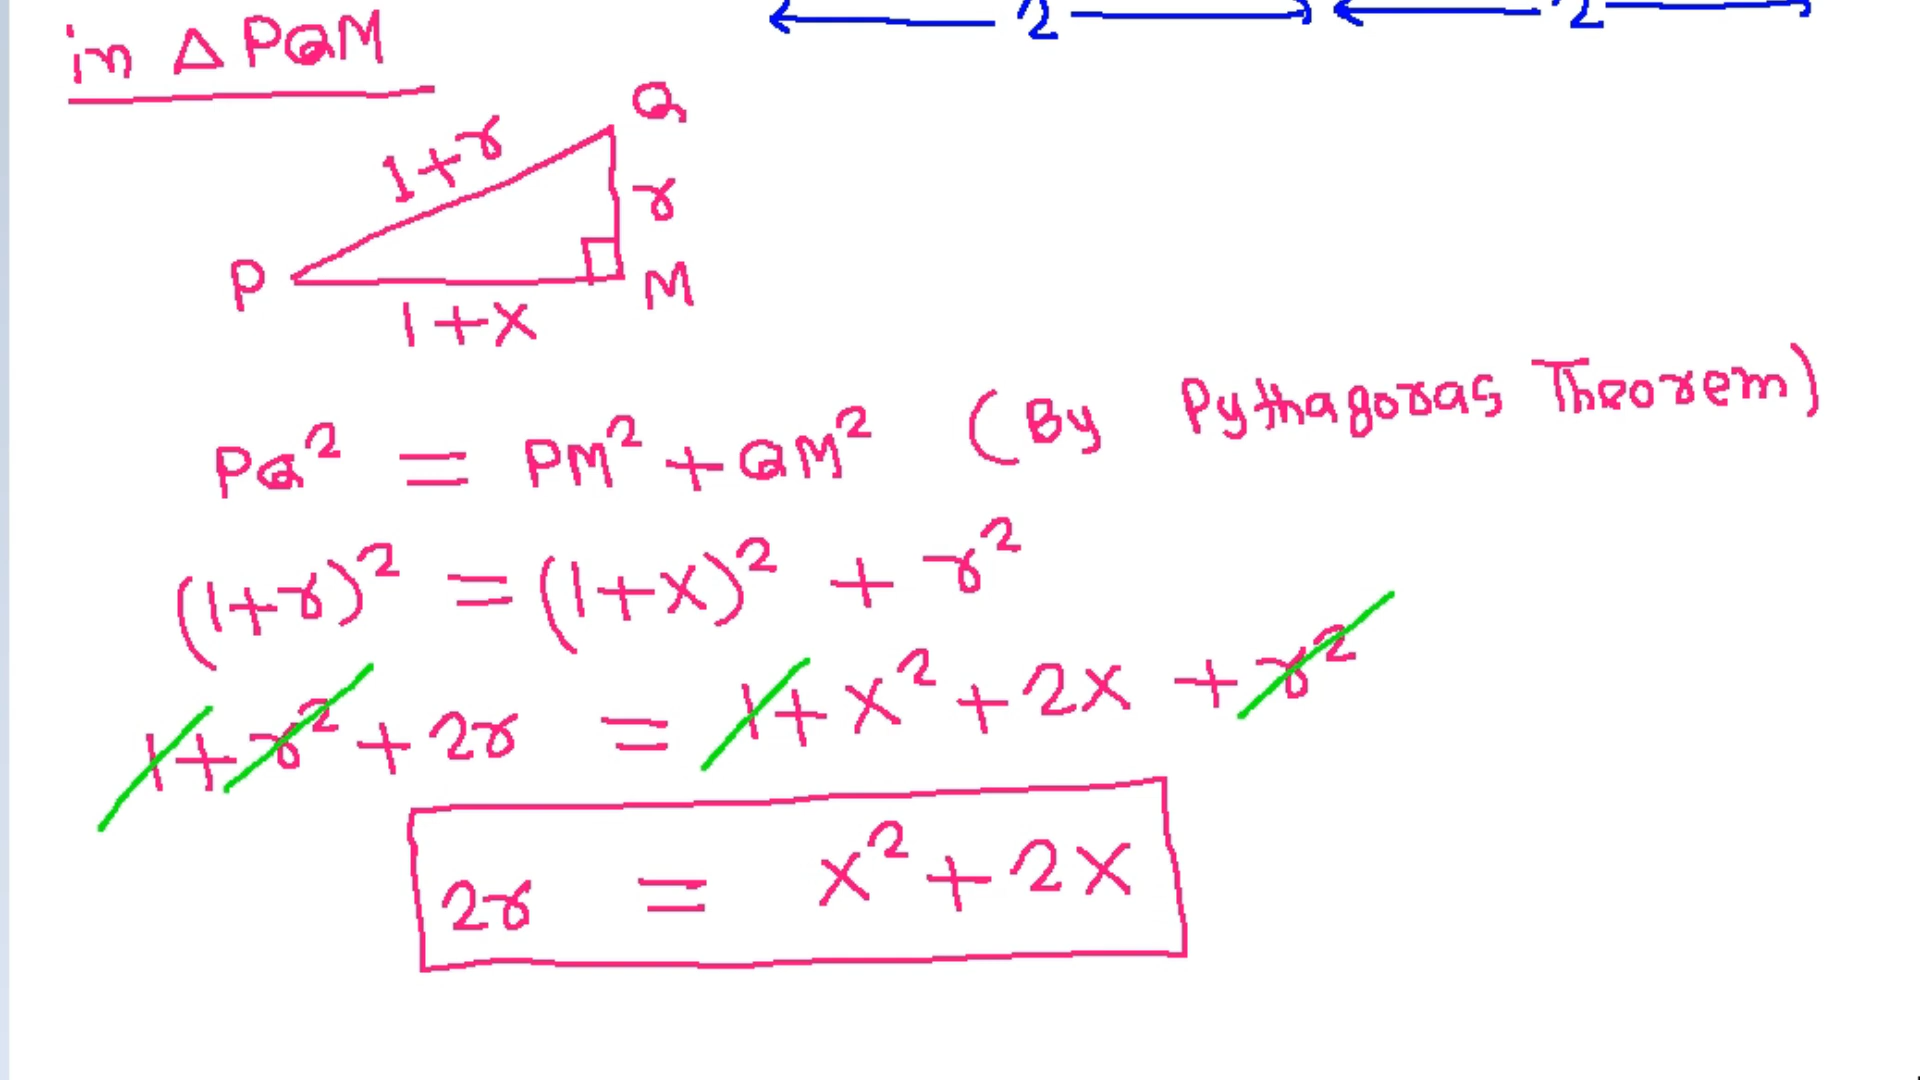 2 2
in Δ PQM
Q
1+r
r
P
M
1+x
PQ² = PM² + QM² (By Pythagoras Theorem)
(1+r)² = (1+x)² + r²
1+r²+2r = 1+x²+2x+r²
2r = x²+2x